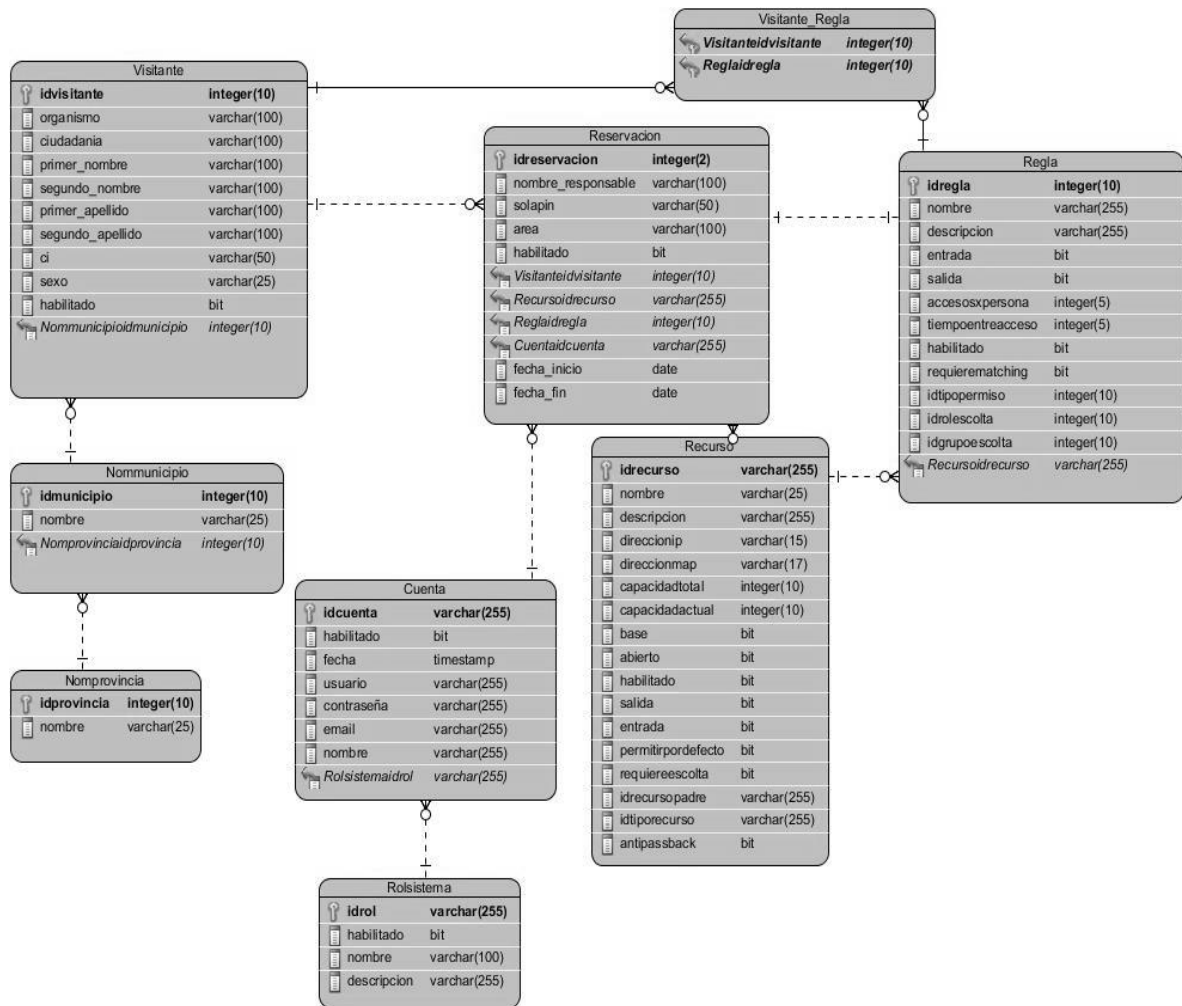 Visitante_Regla
Visitanteidvisitante integer(10)
Reglaidregla integer(10)
Visitante
idvisitante integer(10)
organismo varchar(100)
ciudadania varchar(100)
primer_nombre varchar(100)
segundo_nombre varchar(100)
primer_apellido varchar(100)
segundo_apellido varchar(100)
ci varchar(50)
sexo varchar(25)
habilitado bit
Nommunicipioidmunicipio integer(10)
Reservacion
idreservacion integer(2)
nombre_responsable varchar(100)
solapin varchar(50)
area varchar(100)
habilitado bit
Visitanteidvisitante integer(10)
Recursoidrecurso varchar(255)
Reglaidregla integer(10)
Cuentaidcuenta varchar(255)
fecha_inicio date
fecha_fin date
Regla
idregla integer(10)
nombre varchar(255)
descripcion varchar(255)
entrada bit
salida bit
accesosxpersona integer(5)
tiempoentreacceso integer(5)
habilitado bit
requierematching bit
idtipopermiso integer(10)
idrolescolta integer(10)
idgrupoescolta integer(10)
Recursoidrecurso varchar(255)
Nommunicipio
idmunicipio integer(10)
nombre varchar(25)
Nomprovinciaidprovincia integer(10)
Recurso
idrecurso varchar(255)
nombre varchar(25)
descripcion varchar(255)
direccionip varchar(15)
direccionmap varchar(17)
capacidadtotal integer(10)
capacidadactual integer(10)
base bit
abierto bit
habilitado bit
salida bit
entrada bit
permitirpordefecto bit
requiereescolta bit
idrecursopadre varchar(255)
idtiporecurso varchar(255)
antipassback bit
Cuenta
idcuenta varchar(255)
habilitado bit
fecha timestamp
usuario varchar(255)
contraseña varchar(255)
email varchar(255)
nombre varchar(255)
Rolsistemaidrol varchar(255)
Nomprovincia
idprovincia integer(10)
nombre varchar(25)
Rolsistema
idrol varchar(255)
habilitado bit
nombre varchar(100)
descripcion varchar(255)